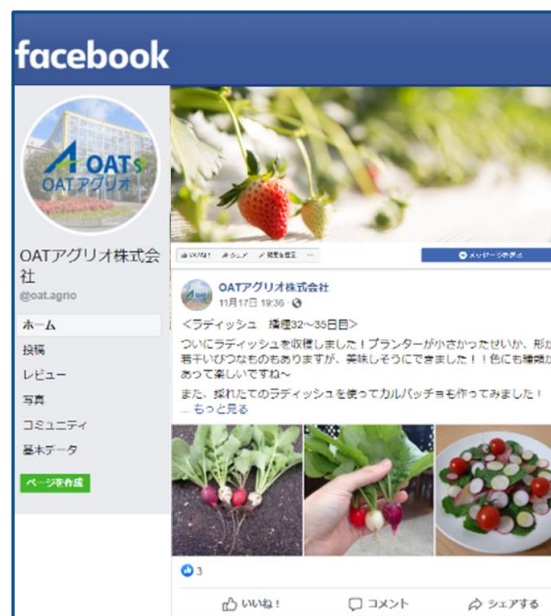 facebook
OATs
OATアグリオ
OATアグリオ株式会
社
@oat.agrio
ホーム
投稿
レビュー
写真
コミュニティ
基本データ
ページを作成
いいね!
シェア
メッセージを送る
OATアグリオ株式会社
11月17日 19:36
<ラディッシュ 播種32~35日目>
ついにラディッシュを収穫しました!プランターが小さかったせいか、形が
若干いびつなものもありますが、美味しそうにできました!!色にも種類が
あって楽しいですね~
また、採れたてのラディッシュを使ってカルパッチョも作ってみました!
... もっと見る
3
いいね! コメント シェアする